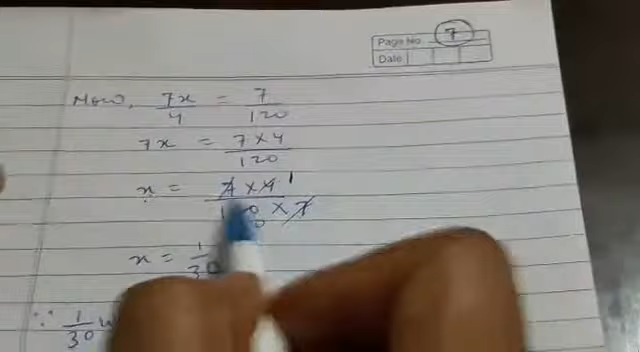 Page No. 7
Date
Now, 7x/4 = 7/120
7x = 7×4/120
x = 7×4 1/120×7
x = 1/30
∵ 1/30